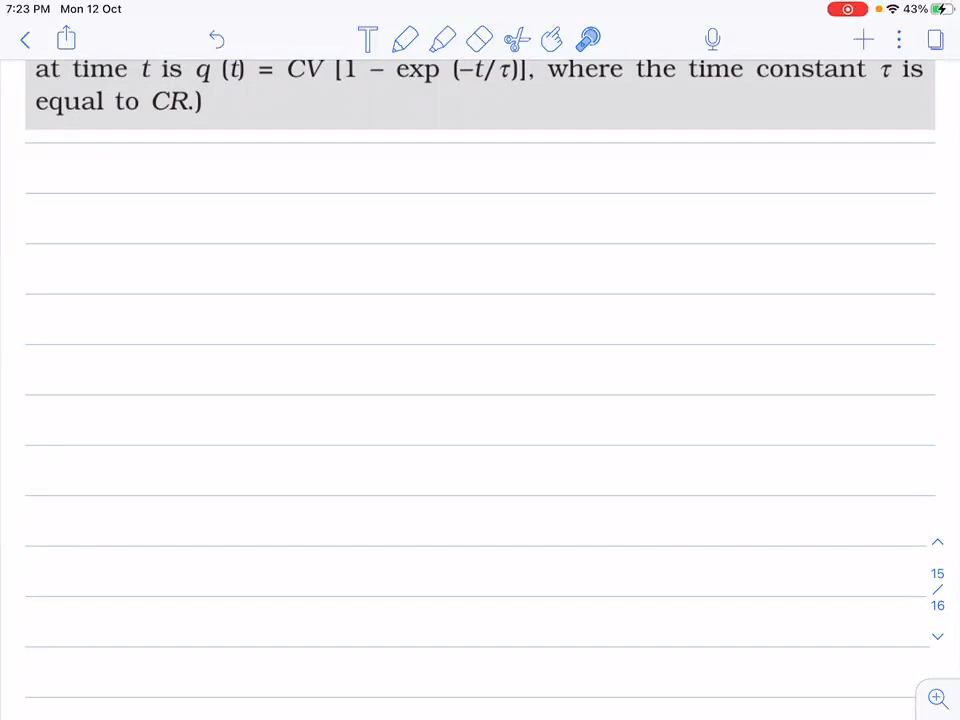 7:23 PM Mon 12 Oct
43%
at time t is q (t) = CV [1 – exp (–t/τ)], where the time constant τ is
equal to CR.)
15
/
16